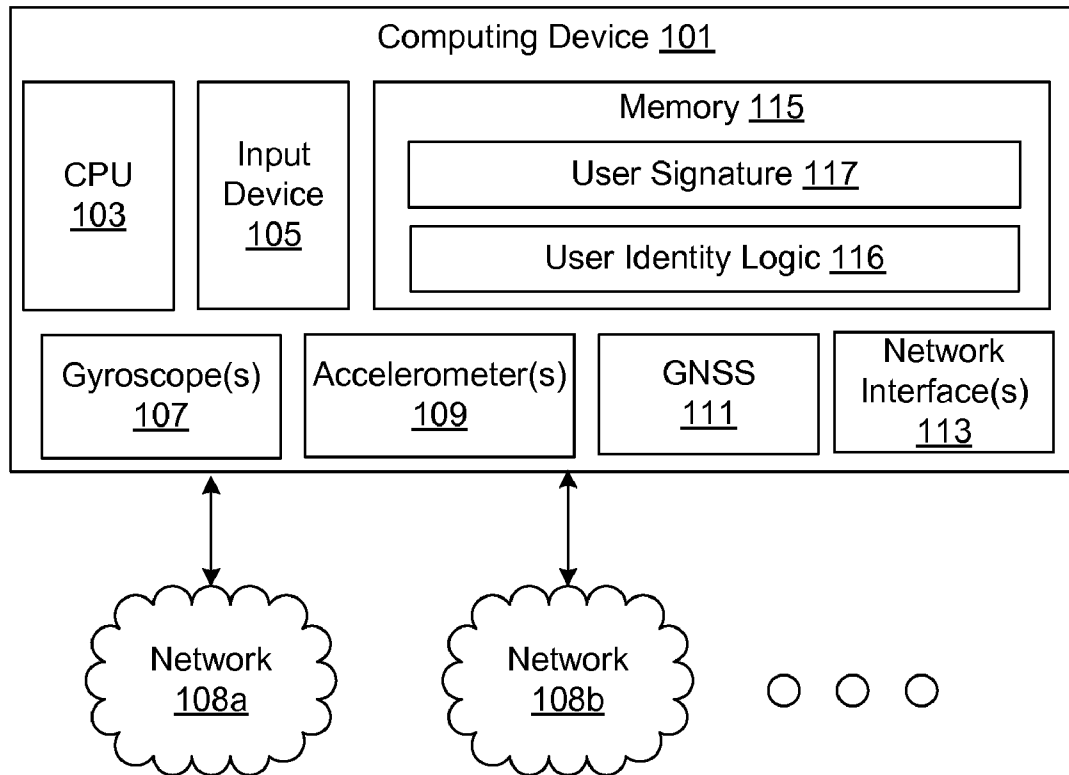 Computing Device 101
CPU
103
Input
Device
105
Memory 115
User Signature 117
User Identity Logic 116
Gyroscope(s)
107
Accelerometer(s)
109
GNSS
111
Network
Interface(s)
113
Network
108a
Network
108b